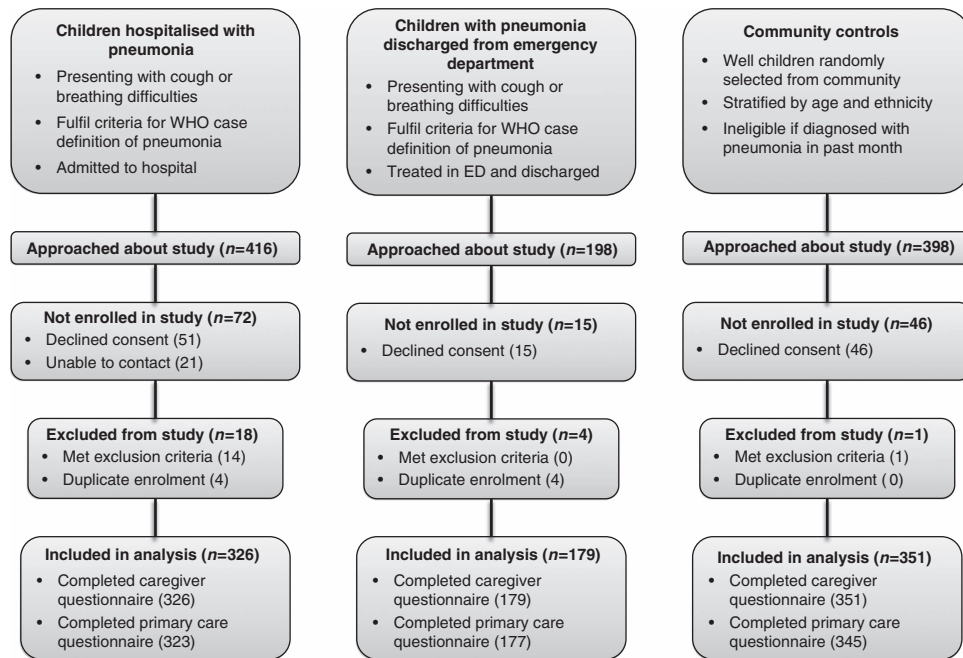 Children hospitalised with
pneumonia
• Presenting with cough or
breathing difficulties
• Fulfil criteria for WHO case
definition of pneumonia
• Admitted to hospital
Approached about study (n=416)
Not enrolled in study (n=72)
• Declined consent (51)
• Unable to contact (21)
Excluded from study (n=18)
• Met exclusion criteria (14)
• Duplicate enrolment (4)
Included in analysis (n=326)
• Completed caregiver
questionnaire (326)
• Completed primary care
questionnaire (323)
Children with pneumonia
discharged from emergency
department
• Presenting with cough or
breathing difficulties
• Fulfil criteria for WHO case
definition of pneumonia
• Treated in ED and discharged
Approached about study (n=198)
Not enrolled in study (n=15)
• Declined consent (15)
Excluded from study (n=4)
• Met exclusion criteria (0)
• Duplicate enrolment (4)
Included in analysis (n=179)
• Completed caregiver
questionnaire (179)
• Completed primary care
questionnaire (177)
Community controls
• Well children randomly
selected from community
• Stratified by age and ethnicity
• Ineligible if diagnosed with
pneumonia in past month
Approached about study (n=398)
Not enrolled in study (n=46)
• Declined consent (46)
Excluded from study (n=1)
• Met exclusion criteria (1)
• Duplicate enrolment ( 0)
Included in analysis (n=351)
• Completed caregiver
questionnaire (351)
• Completed primary care
questionnaire (345)